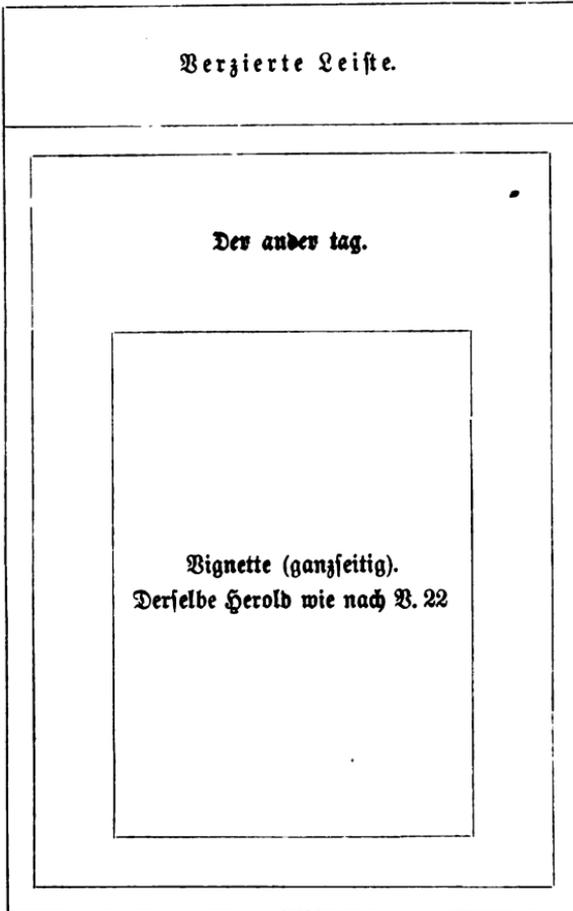 Verzierte Leiſte.
Der ander tag.
Vignette (ganzſeitig).
Derſelbe Herold wie nach V. 22